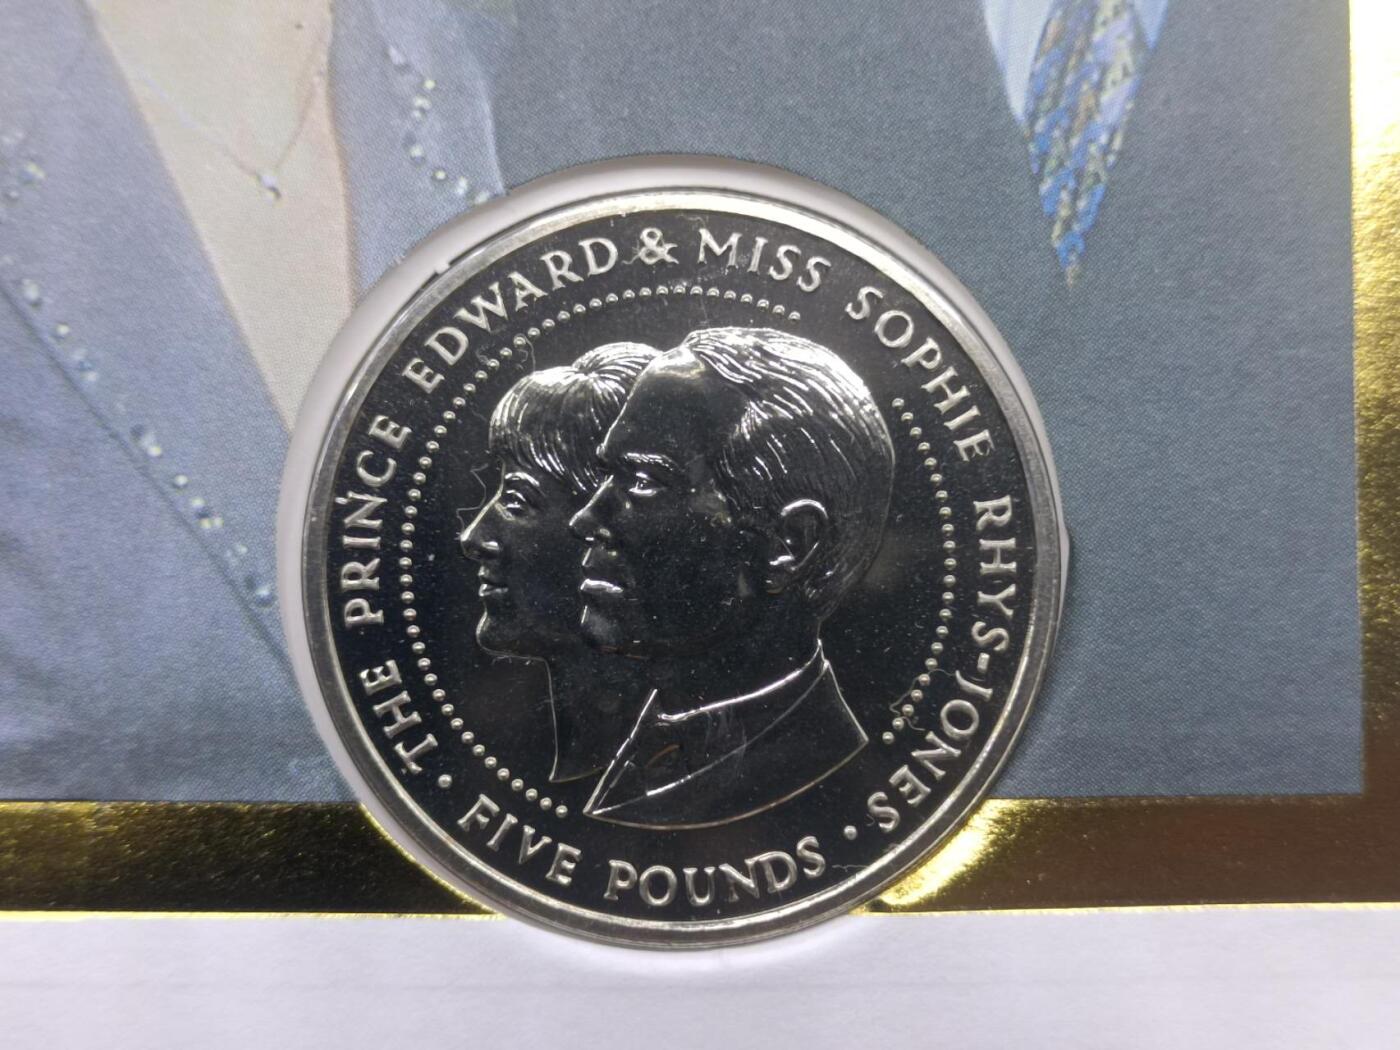 THE PRINCE EDWARD & MISS SOPHIE RHYS-JONES
• FIVE POUNDS •